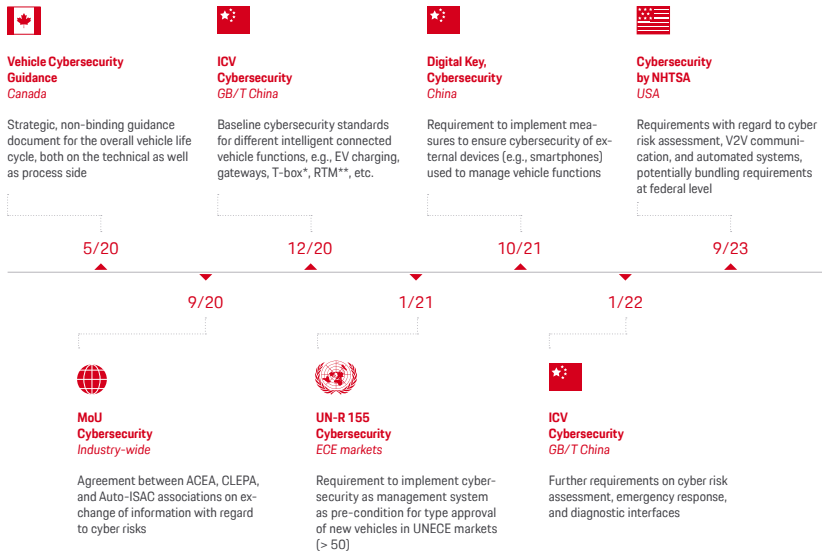 Vehicle Cybersecurity
Guidance
Canada
Strategic, non-binding guidance
document for the overall vehicle life
cycle, both on the technical as well
as process side
5/20
ICV
Cybersecurity
GB/T China
Baseline cybersecurity standards
for different intelligent connected
vehicle functions, e.g., EV charging,
gateways, T-box*, RTM**, etc.
12/20
Digital Key,
Cybersecurity
China
Requirement to implement mea-
sures to ensure cybersecurity of ex-
ternal devices (e.g., smartphones)
used to manage vehicle functions
10/21
Cybersecurity
by NHTSA
USA
Requirements with regard to cyber
risk assessment, V2V communi-
cation, and automated systems,
potentially bundling requirements
at federal level
9/23
9/20
MoU
Cybersecurity
Industry-wide
Agreement between ACEA, CLEPA,
and Auto-ISAC associations on ex-
change of information with regard
to cyber risks
1/21
UN-R 155
Cybersecurity
ECE markets
Requirement to implement cyber-
security as management system
as pre-condition for type approval
of new vehicles in UNECE markets
(> 50)
1/22
ICV
Cybersecurity
GB/T China
Further requirements on cyber risk
assessment, emergency response,
and diagnostic interfaces